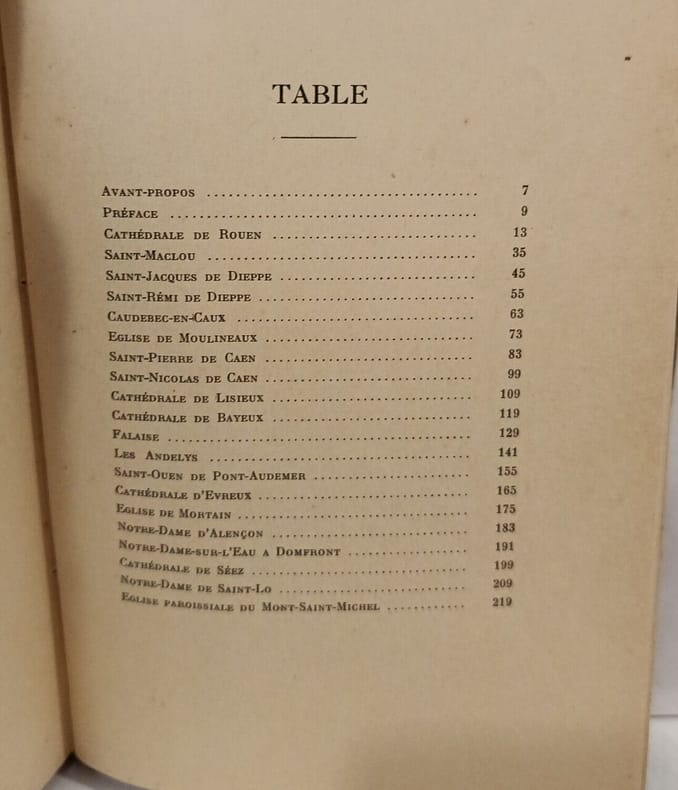 TABLE
AVANT-PROPOS ........................................ 7
PRÉFACE ........................................ 9
CATHÉDRALE DE ROUEN ........................................ 13
SAINT-MACLOU ........................................ 35
SAINT-JACQUES DE DIEPPE ........................................ 45
SAINT-RÉMI DE DIEPPE ........................................ 55
CAUDEBEC-EN-CAUX ........................................ 63
EGLISE DE MOULINEAUX ........................................ 73
SAINT-PIERRE DE CAEN ........................................ 83
SAINT-NICOLAS DE CAEN ........................................ 99
CATHÉDRALE DE LISIEUX ........................................ 109
CATHÉDRALE DE BAYEUX ........................................ 119
FALAISE ........................................ 129
LES ANDELYS ........................................ 141
SAINT-OUEN DE PONT-AUDEMER ........................................ 155
CATHÉDRALE D'EVREUX ........................................ 165
EGLISE DE MORTAIN ........................................ 175
NOTRE-DAME D'ALENÇON ........................................ 183
NOTRE-DAME-SUR-L'EAU A DOMFRONT ........................................ 191
CATHÉDRALE DE SÉEZ ........................................ 199
NOTRE-DAME DE SAINT-LO ........................................ 209
EGLISE PAROISSIALE DU MONT-SAINT-MICHEL ........................................ 219